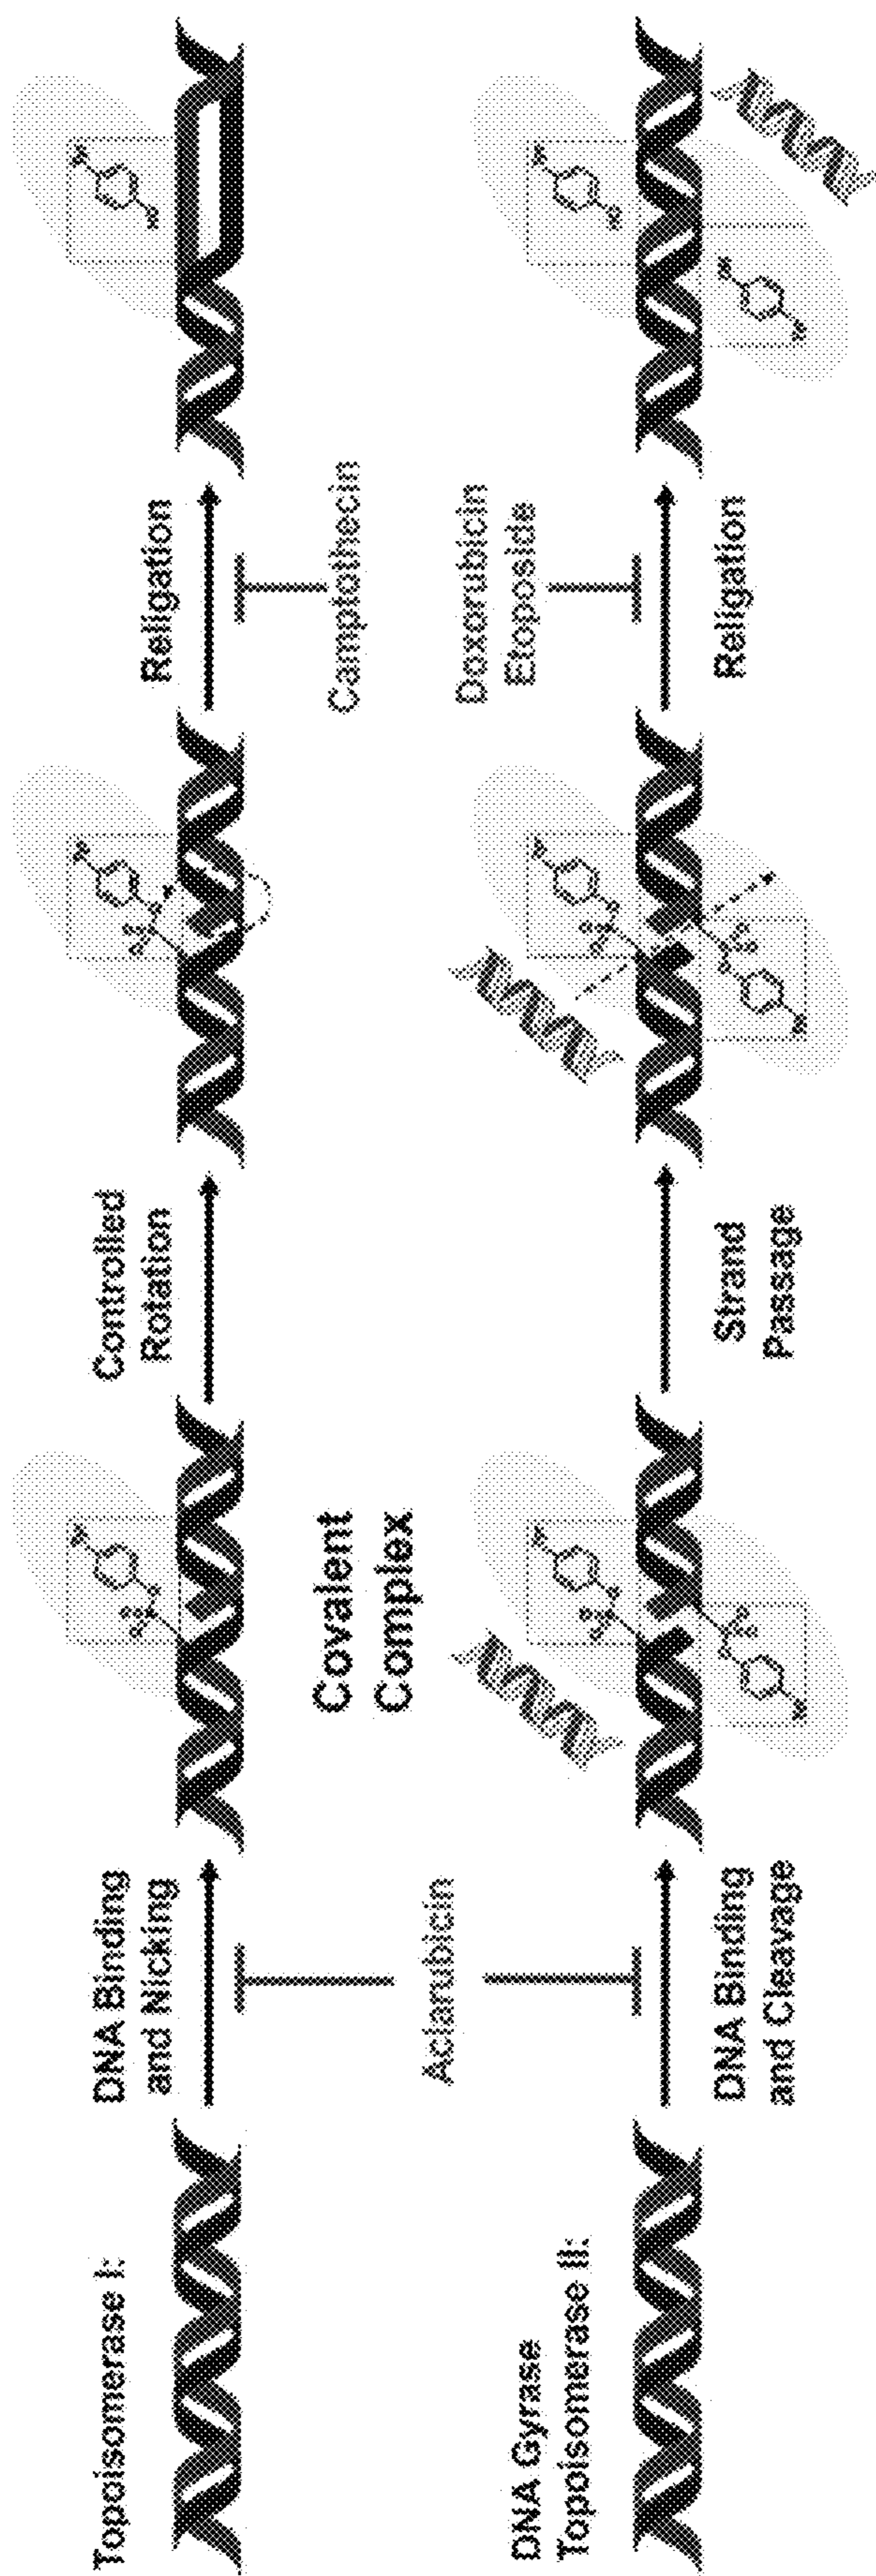 Topoisomerase I:
DNA Binding
and Nicking
Controlled
Rotation
Religation
Covalent
Complex
Camptothecin
Aclarubicin
Doxorubicin
Etoposide
DNA Gyrase
Topoisomerase II:
DNA Binding
and Cleavage
Strand
Passage
Religation